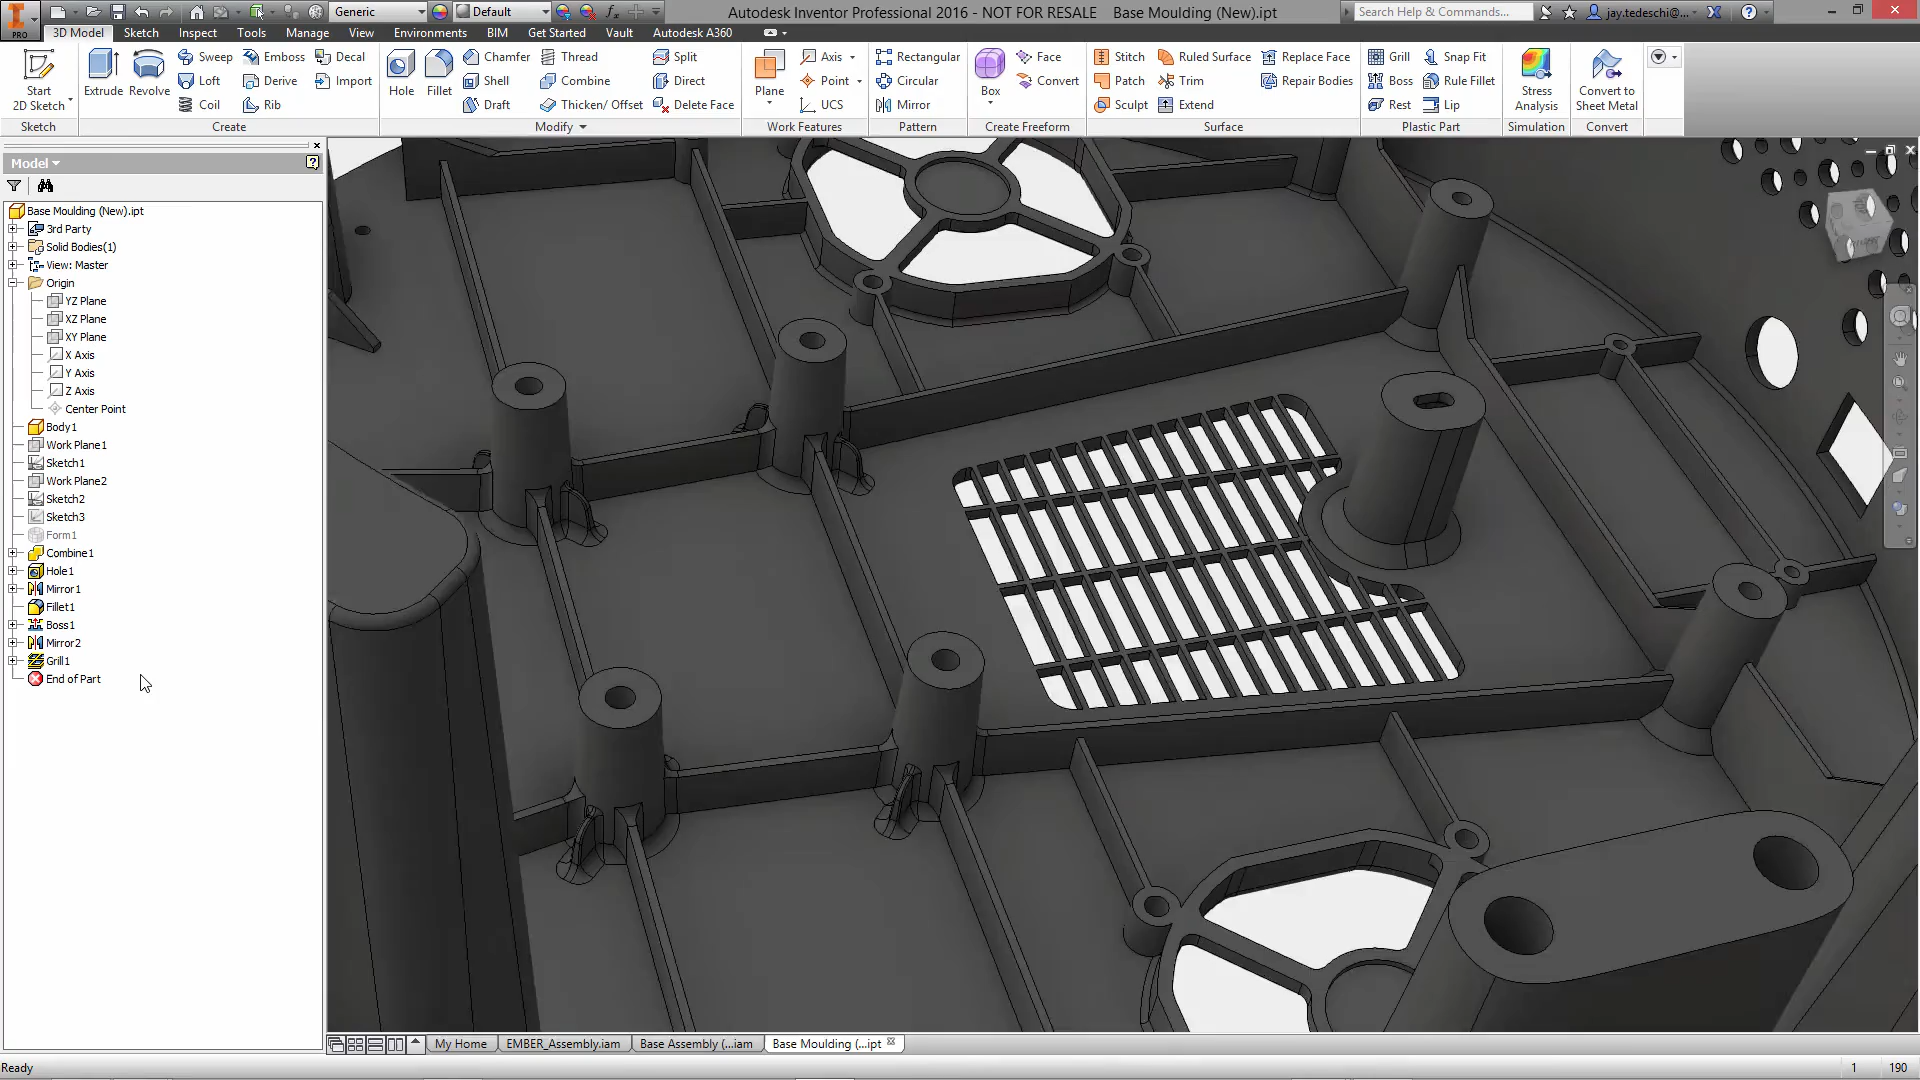 Generic
Default
Autodesk Inventor Professional 2016 - NOT FOR RESALE Base Moulding (New).ipt
Search Help & Commands...
jay.tedeschi@...
PRO
3D Model Sketch Inspect Tools Manage View Environments BIM Get Started Vault Autodesk A360
Start
2D Sketch
Sketch
Extrude Revolve
Sweep Emboss Decal
Loft Derive Import
Coil Rib
Create
Hole Fillet
Chamfer Thread Split
Shell Combine Direct
Draft Thicken/ Offset Delete Face
Modify
Plane
Axis
Point
UCS
Work Features
Rectangular
Circular
Mirror
Pattern
Box
Face
Convert
Create Freeform
Stitch Ruled Surface Replace Face
Patch Trim Repair Bodies
Sculpt Extend
Surface
Grill Snap Fit
Boss Rule Fillet
Rest Lip
Plastic Part
Stress
Analysis
Simulation
Convert to
Sheet Metal
Convert
Model
Base Moulding (New).ipt
3rd Party
Solid Bodies(1)
View: Master
Origin
YZ Plane
XZ Plane
XY Plane
X Axis
Y Axis
Z Axis
Center Point
Body1
Work Plane1
Sketch1
Work Plane2
Sketch2
Sketch3
Form1
Combine1
Hole1
Mirror1
Fillet1
Boss1
Mirror2
Grill1
End of Part
My Home EMBER_Assembly.iam Base Assembly (...iam Base Moulding (...ipt
Ready
1 190